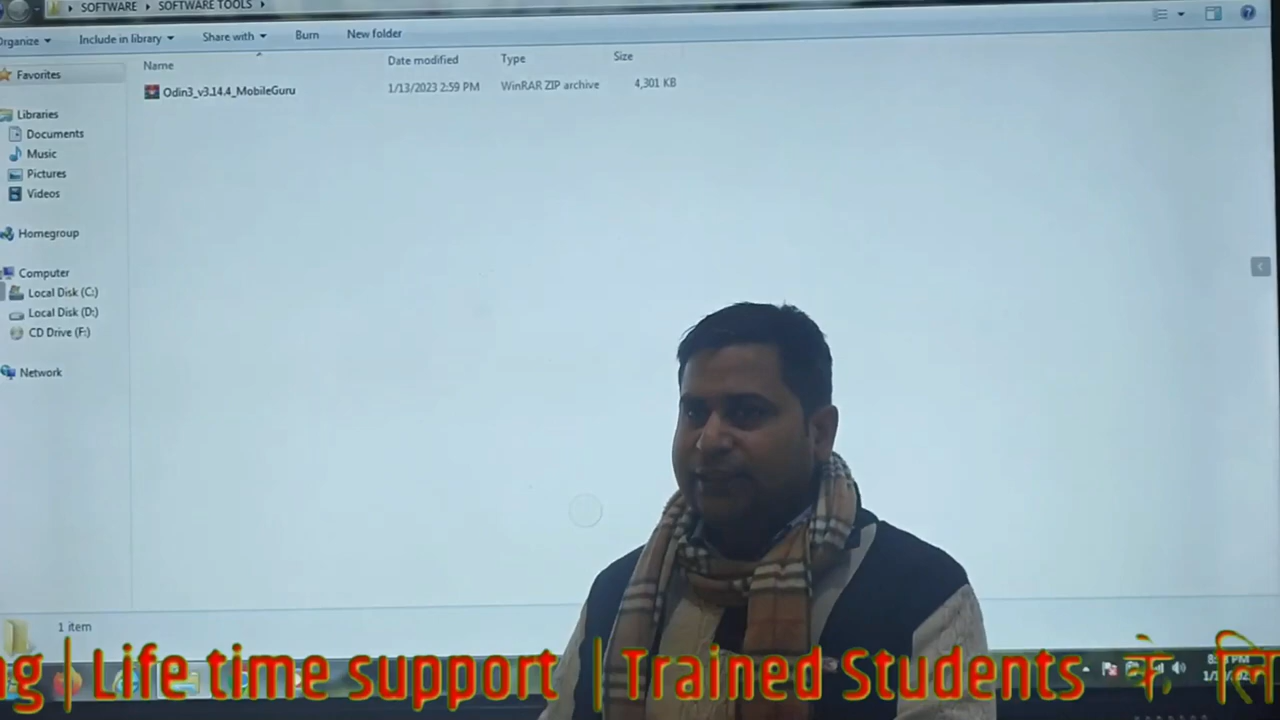 SOFTWARE ▸ SOFTWARE TOOLS ▸
Organize Include in library Share with Burn New folder
Name Date modified Type Size
Odin3_v3.14.4_MobileGuru 1/13/2023 2:59 PM WinRAR ZIP archive 4,301 KB
Favorites
Libraries
Documents
Music
Pictures
Videos
Homegroup
Computer
Local Disk (C:)
Local Disk (D:)
CD Drive (F:)
Network
1 item
ng | Life time support | Trained Students के लि